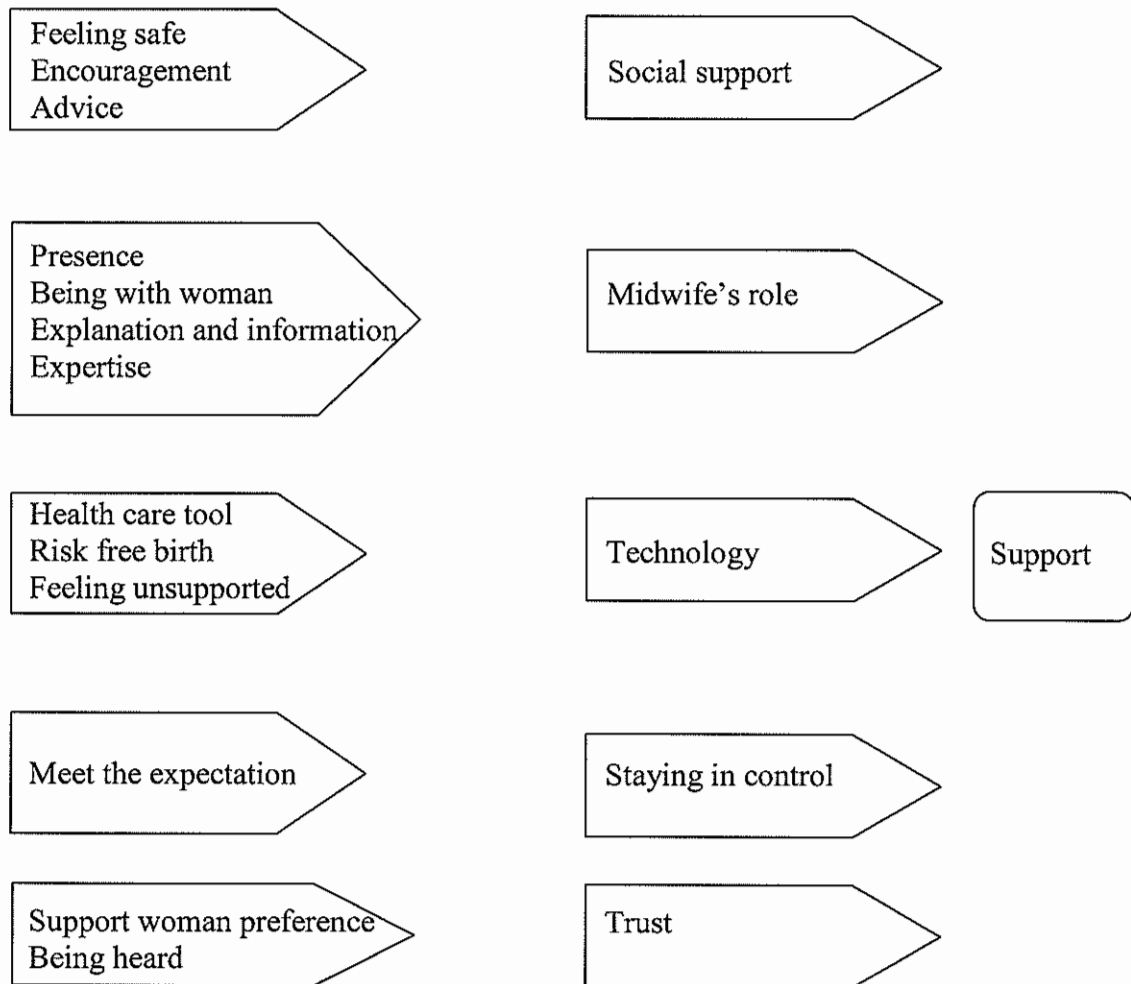 Feeling safe
Encouragement
Advice
Social support
Presence
Being with woman
Explanation and information
Expertise
Midwife's role
Health care tool
Risk free birth
Feeling unsupported
Technology
Support
Meet the expectation
Staying in control
Support woman preference
Being heard
Trust